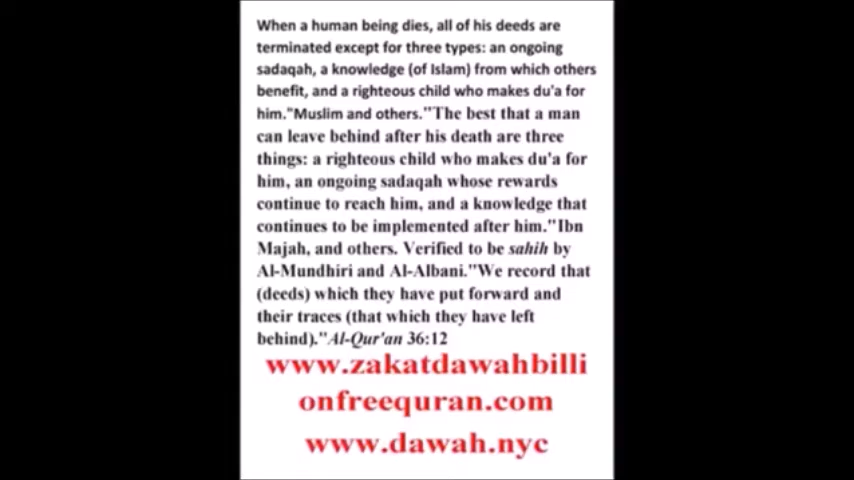 When a human being dies, all of his deeds are
terminated except for three types: an ongoing
sadaqah, a knowledge (of Islam) from which others
benefit, and a righteous child who makes du'a for
him."Muslim and others."The best that a man
can leave behind after his death are three
things: a righteous child who makes du'a for
him, an ongoing sadaqah whose rewards
continue to reach him, and a knowledge that
continues to be implemented after him."Ibn
Majah, and others. Verified to be sahih by
Al-Mundhiri and Al-Albani."We record that
(deeds) which they have put forward and
their traces (that which they have left
behind)."Al-Qur'an 36:12
www.zakatdawahbilli
onfreequran.com
www.dawah.nyc